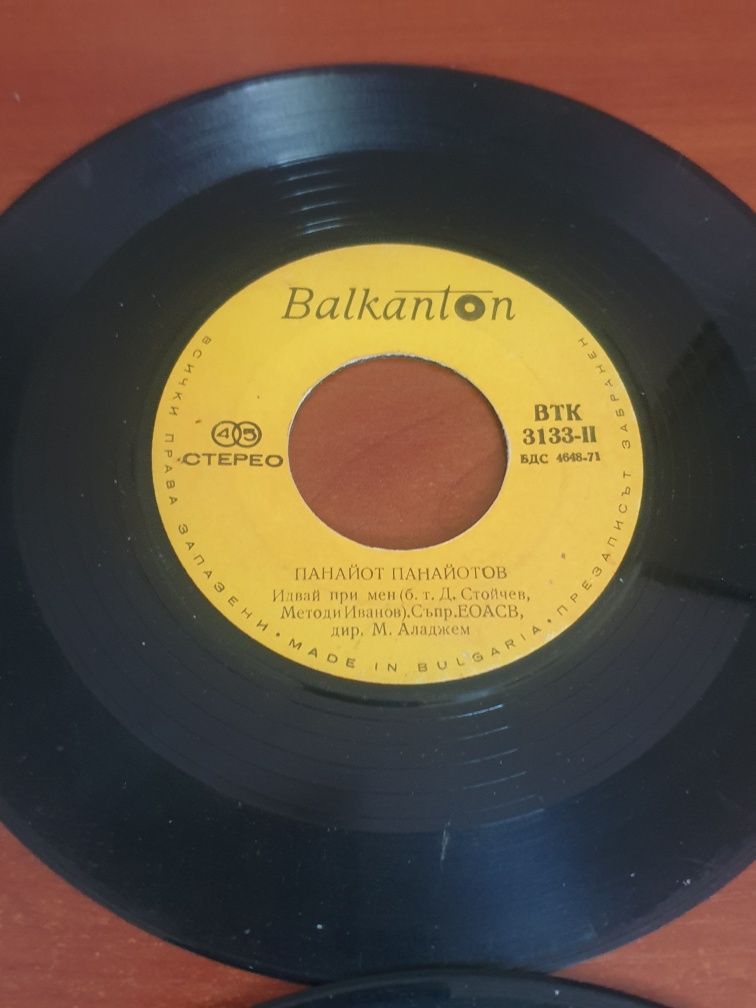 Balkanton
ВТК
3133-II
БДС 4648-71
45
СТЕРЕО
ПАНАЙОТ ПАНАЙОТОВ
Идвай при мен (б. т. Д. Стойчев,
Методи Иванов). Съпр. ЕОАСВ,
дир. М. Аладжем
ВСИЧКИ ПРАВА ЗАПАЗЕНИ • MADE IN BULGARIA • ПРЕЗАПИСЪТ ЗАБРАНЕН